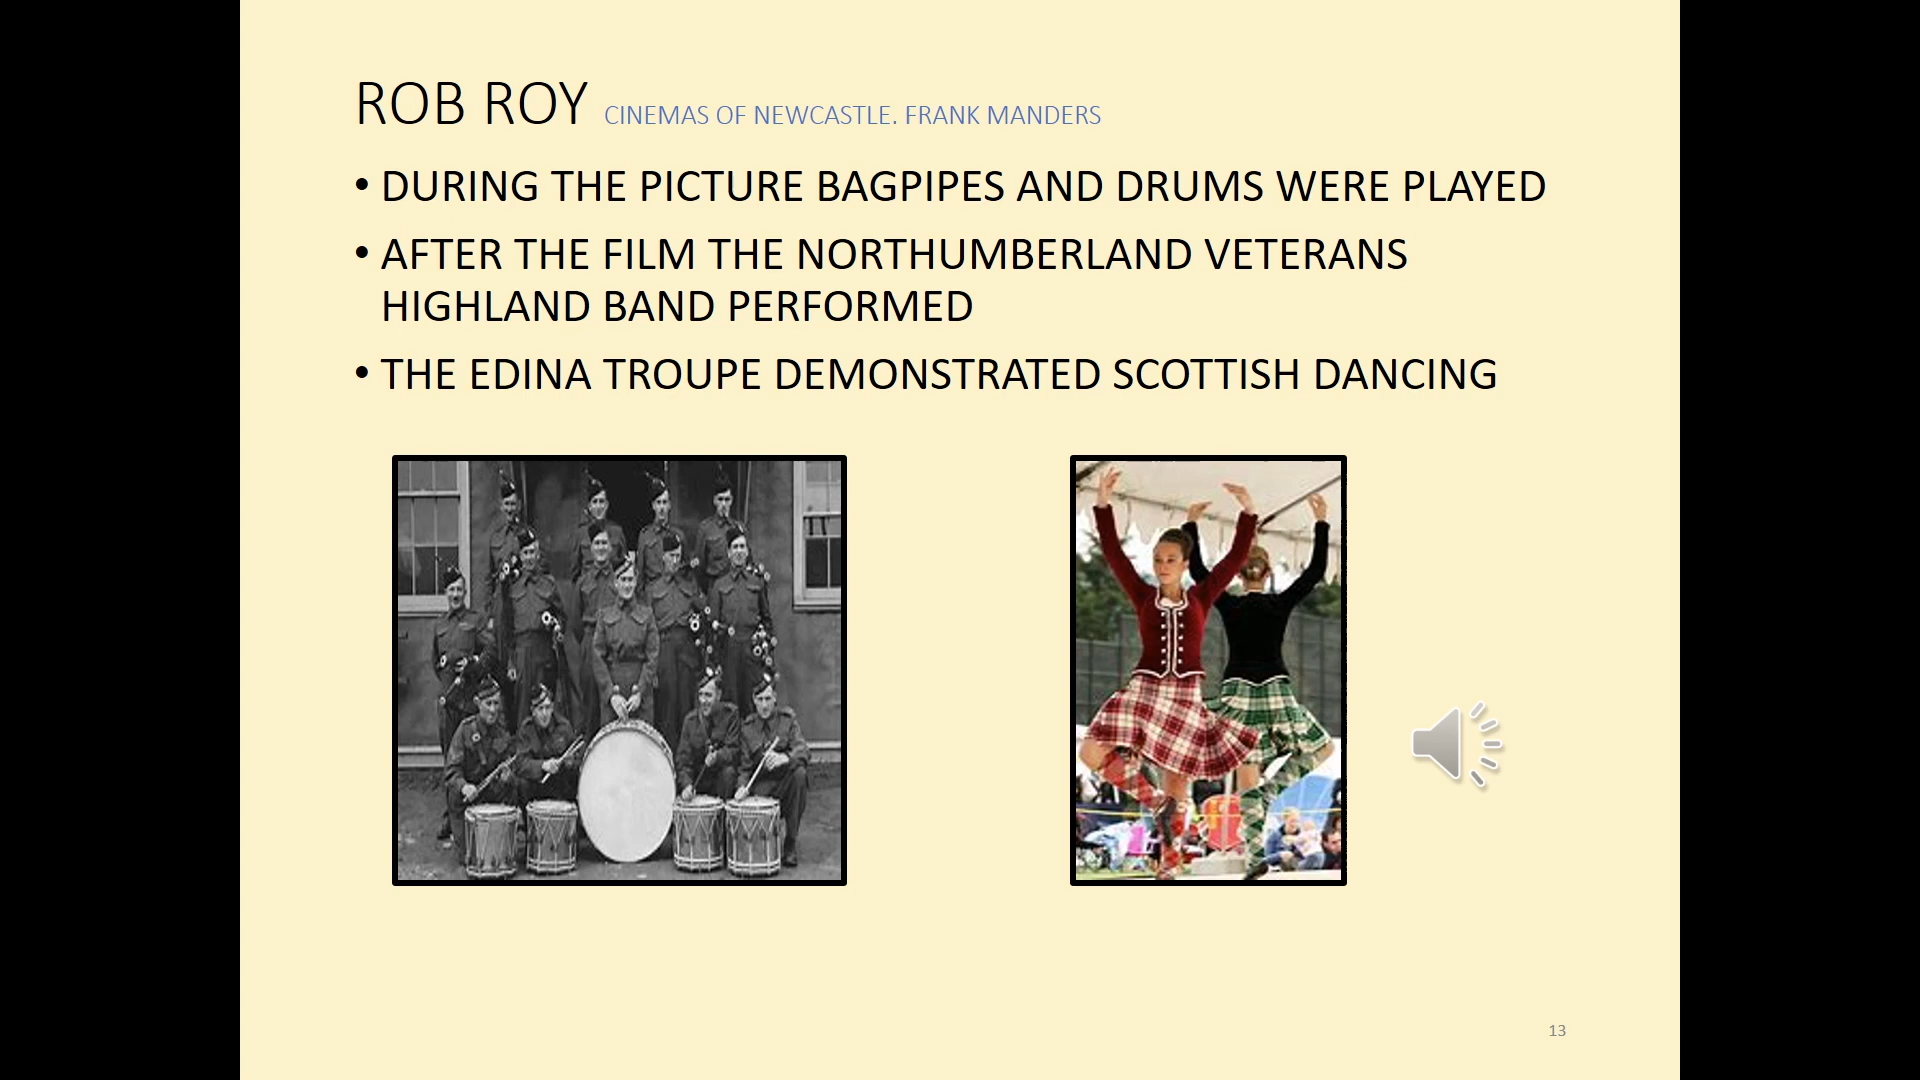 ROB ROY CINEMAS OF NEWCASTLE. FRANK MANDERS
• DURING THE PICTURE BAGPIPES AND DRUMS WERE PLAYED
• AFTER THE FILM THE NORTHUMBERLAND VETERANS
HIGHLAND BAND PERFORMED
• THE EDINA TROUPE DEMONSTRATED SCOTTISH DANCING
13